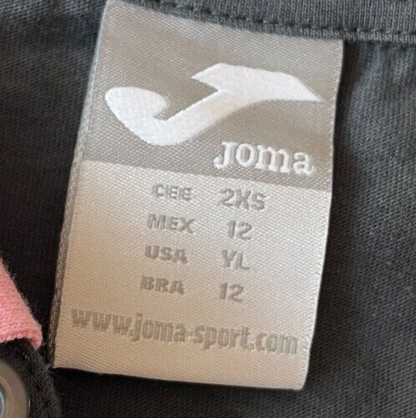 Joma
CEE 2XS
MEX 12
USA YL
BRA 12
www.joma-sport.com